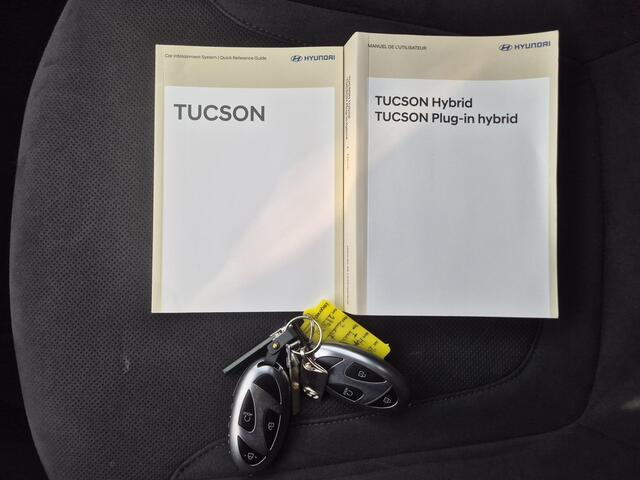 Car Infotainment System / Quick Reference Guide
HYUNDAI
TUCSON
MANUEL DE L'UTILISATEUR
HYUNDAI
TUCSON Hybrid
TUCSON Plug-in hybrid